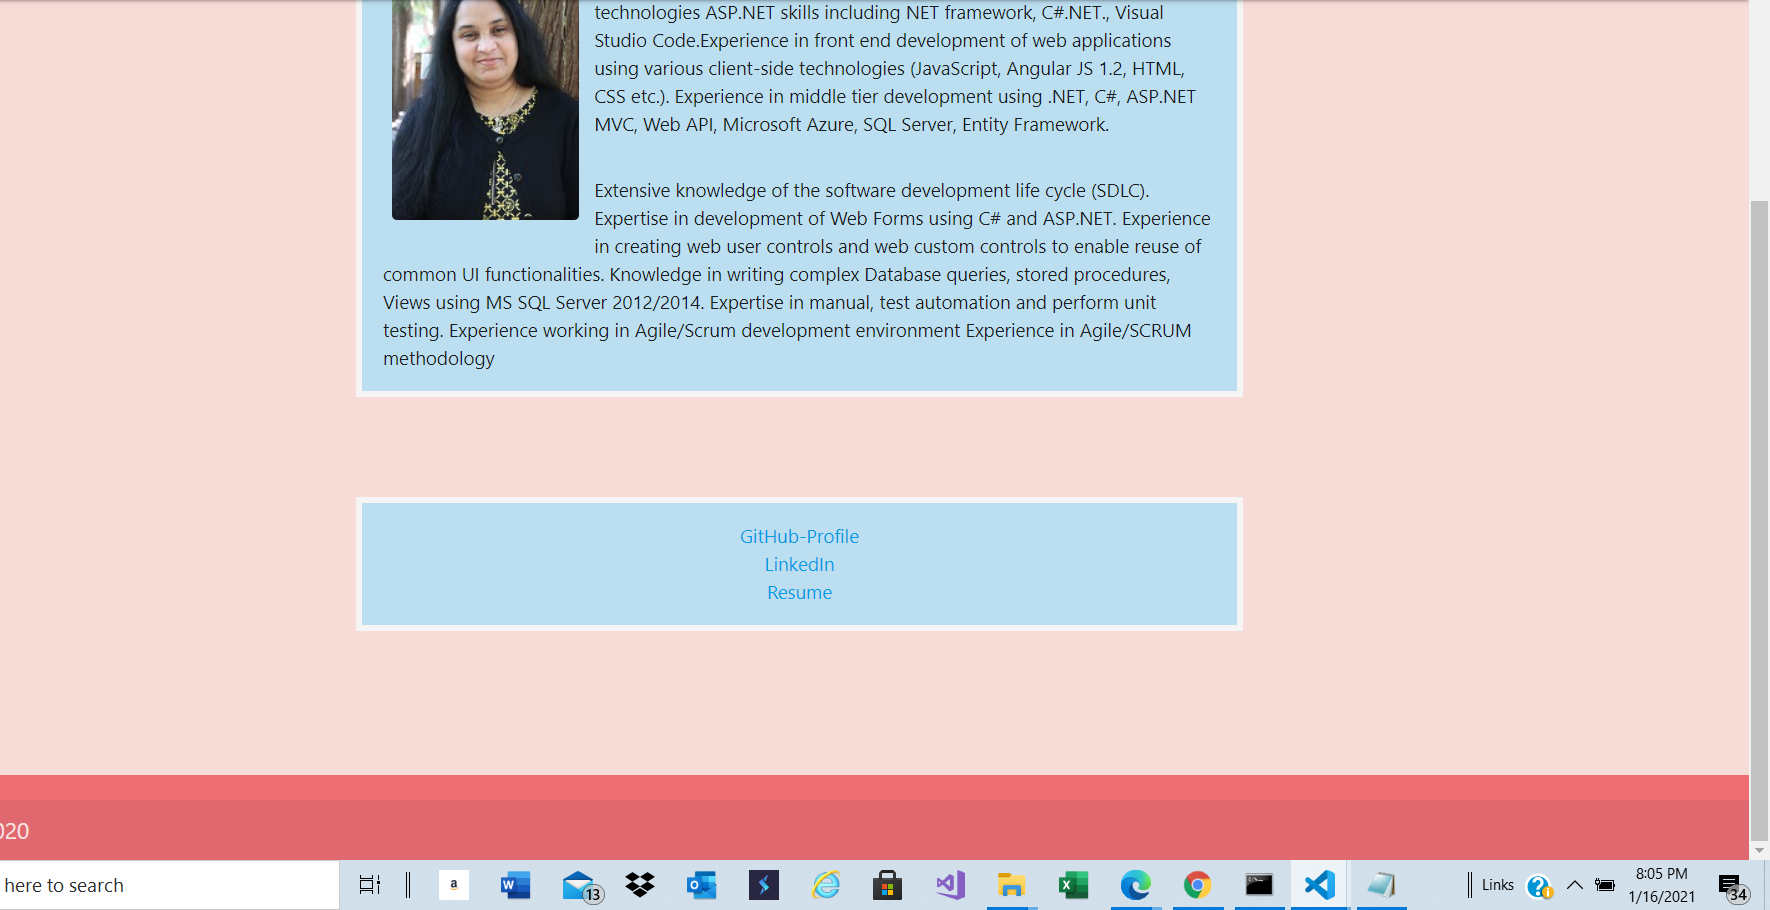 technologies ASP.NET skills including NET framework, C#.NET., Visual
Studio Code.Experience in front end development of web applications
using various client-side technologies (JavaScript, Angular JS 1.2, HTML,
CSS etc.). Experience in middle tier development using .NET, C#, ASP.NET
MVC, Web API, Microsoft Azure, SQL Server, Entity Framework.
Extensive knowledge of the software development life cycle (SDLC).
Expertise in development of Web Forms using C# and ASP.NET. Experience
in creating web user controls and web custom controls to enable reuse of
common UI functionalities. Knowledge in writing complex Database queries, stored procedures,
Views using MS SQL Server 2012/2014. Expertise in manual, test automation and perform unit
testing. Experience working in Agile/Scrum development environment Experience in Agile/SCRUM
methodology
GitHub-Profile
LinkedIn
Resume
020
here to search
a
W
13
O
X
Links
8:05 PM
1/16/2021
34